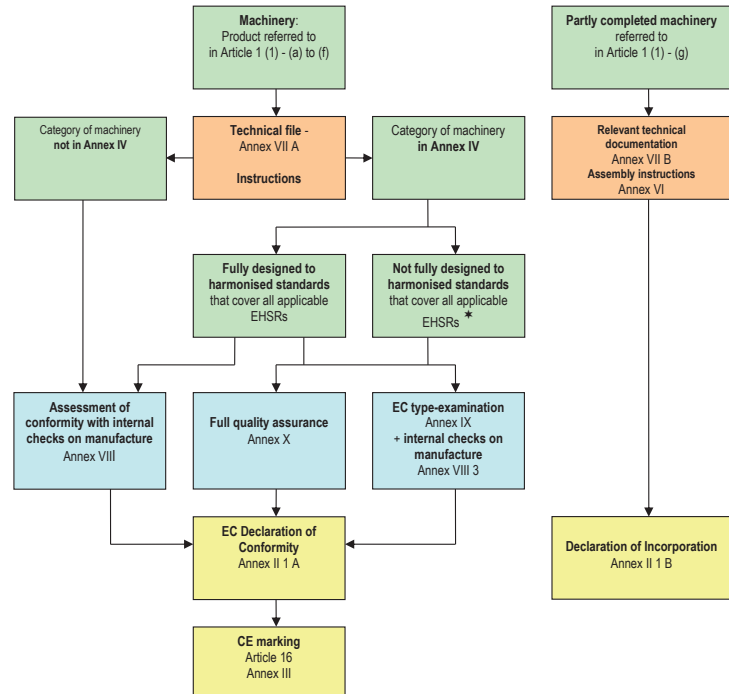 Machinery:
Product referred to
in Article 1 (1) - (a) to (f)
Partly completed machinery
referred to
in Article 1 (1) - (g)
Category of machinery
not in Annex IV
Technical file -
Annex VII A
Instructions
Category of machinery
in Annex IV
Relevant technical
documentation
Annex VII B
Assembly instructions
Annex VI
Fully designed to
harmonised standards
that cover all applicable
EHSRs
Not fully designed to
harmonised standards
that cover all applicable
EHSRs *
Assessment of
conformity with internal
checks on manufacture
Annex VIII
Full quality assurance
Annex X
EC type-examination
Annex IX
+ internal checks on
manufacture
Annex VIII 3
EC Declaration of
Conformity
Annex II 1 A
Declaration of Incorporation
Annex II 1 B
CE marking
Article 16
Annex III